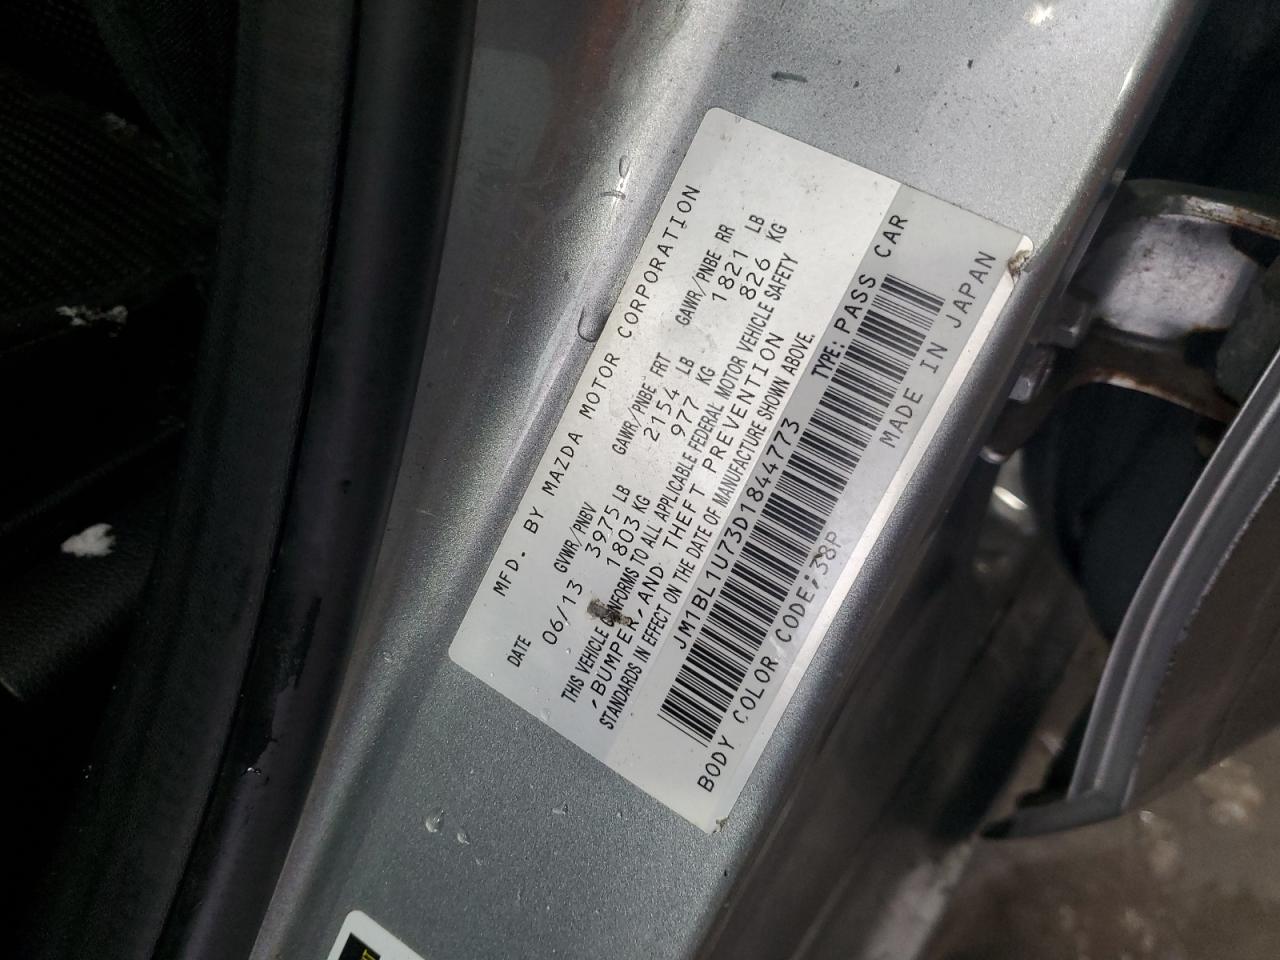 MFD. BY MAZDA MOTOR CORPORATION
DATE GVWR/PNBV GAWR/PNBE FRT GAWR/PNBE RR
06/13 3975 LB 2154 LB 1821 LB
1803 KG 977 KG 826 KG
THIS VEHICLE CONFORMS TO ALL APPLICABLE FEDERAL MOTOR VEHICLE SAFETY
,BUMPER,AND THEFT PREVENTION
STANDARDS IN EFFECT ON THE DATE OF MANUFACTURE SHOWN ABOVE.
JM1BL1U73D1844773 TYPE: PASS CAR
BODY COLOR CODE:38P MADE IN JAPAN